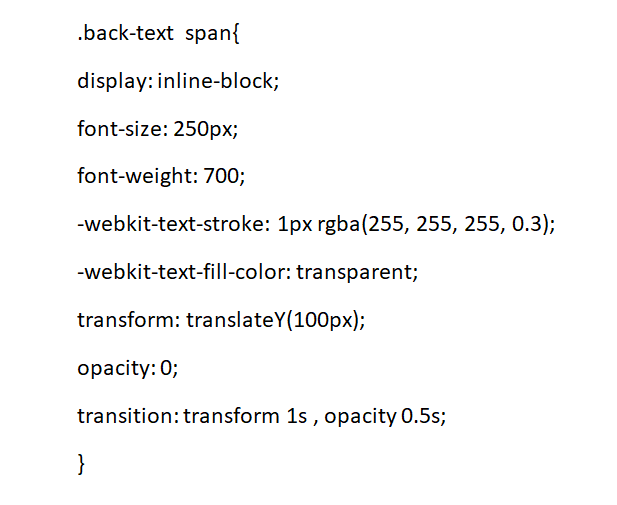 .back-text  span{
display: inline-block;
font-size: 250px;
font-weight: 700;
-webkit-text-stroke: 1px rgba(255, 255, 255, 0.3);
-webkit-text-fill-color: transparent;
transform: translateY(100px);
opacity: 0;
transition: transform 1s , opacity 0.5s;
}